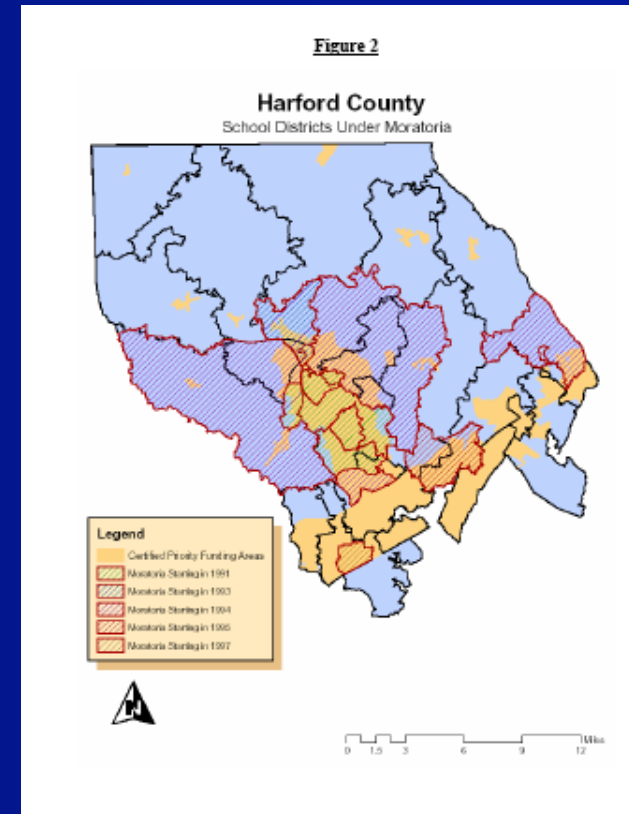 Figure 2
Harford County
School Districts Under Moratoria
Legend
Certified Priority Funding Areas
Moratoria Starting in 1991
Moratoria Starting in 1993
Moratoria Starting in 1994
Moratoria Starting in 1996
Moratoria Starting in 1997
N
Miles
0 1.5 3 6 9 12